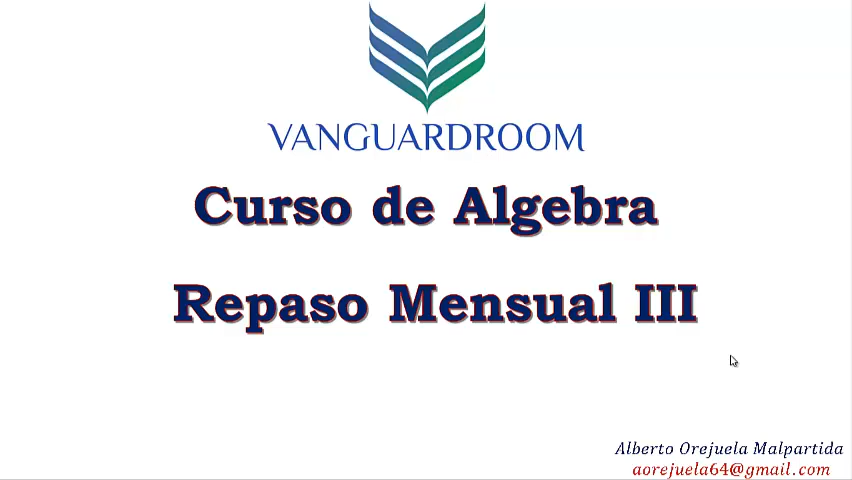 VANGUARDROOM
Curso de Algebra
Repaso Mensual III
Alberto Orejuela Malpartida
aorejuela64@gmail.com